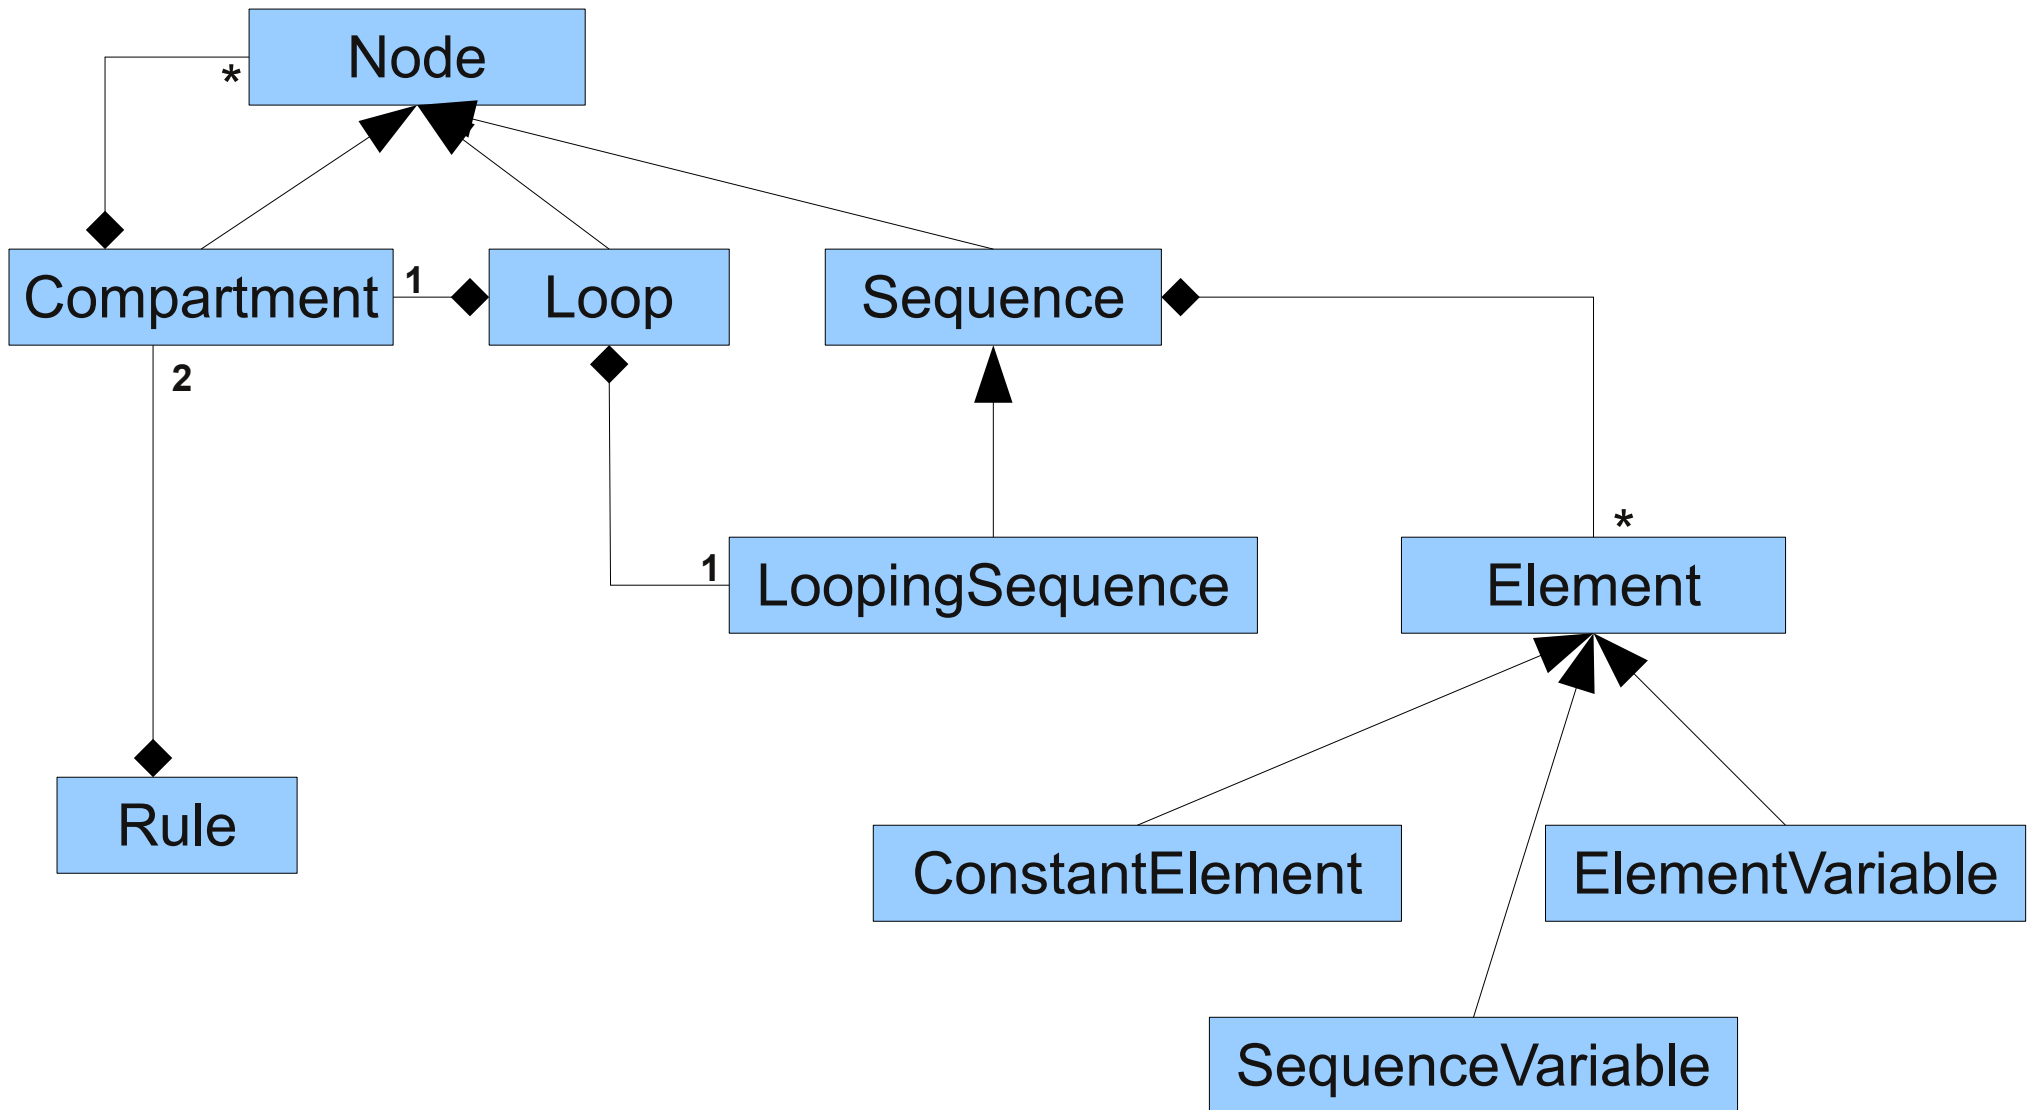 Node
*
Compartment
1
Loop
Sequence
2
*
1
LoopingSequence
Element
Rule
ConstantElement
ElementVariable
SequenceVariable